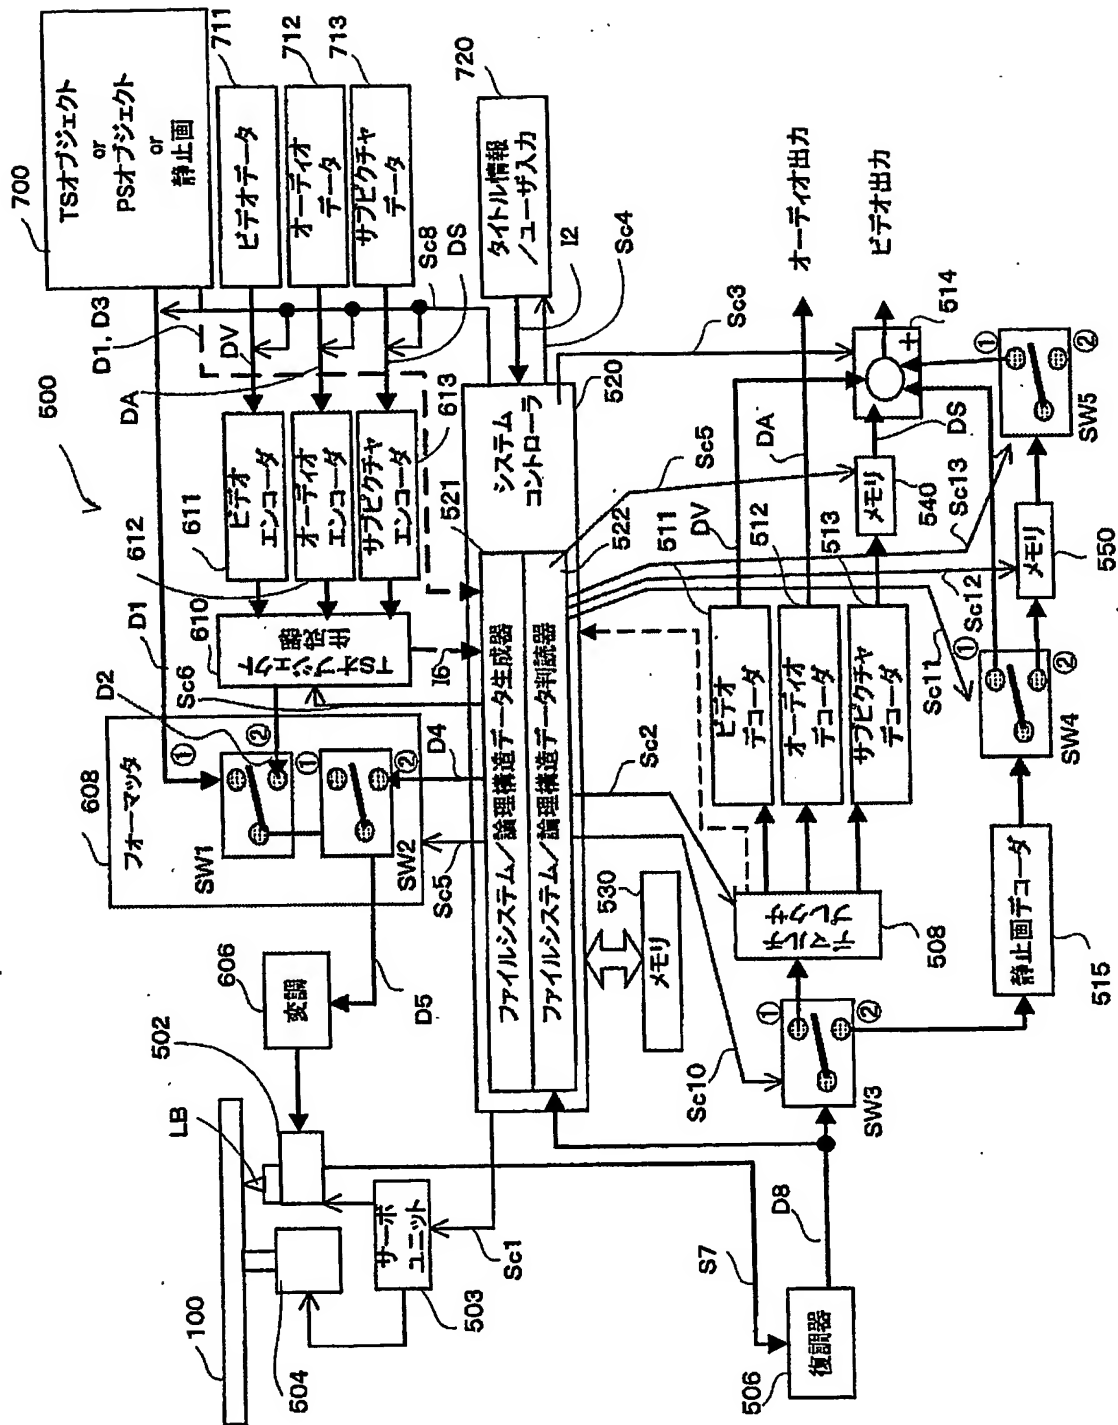 500
700
TSオブジェクト
or
PSオブジェクト
or
静止画
711
ビデオデータ
712
オーディオ
データ
713
サブピクチャ
データ
D1, D3
DV
DA
DS
Sc8
720
タイトル情報
/ユーザ入力
I2
Sc4
611
ビデオ
エンコーダ
612
オーディオ
エンコーダ
613
サブピクチャ
エンコーダ
610
TSオブジェクト
生成器
D1
D2
Sc6
I6
608
フォーマッタ
①
②
SW1
①
②
SW2
D4
Sc5
D5
606
変調
502
LB
100
504
サーボ
ユニット
503
Sc1
520
システム
コントローラ
521
ファイルシステム/論理構造データ生成器
522
ファイルシステム/論理構造データ判読器
530
メモリ
Sc2
Sc10
Sc3
Sc5
S7
D8
復調器
506
SW3
①
②
デマルチ
プレクサ
508
511
ビデオ
デコーダ
512
オーディオ
デコーダ
513
サブピクチャ
デコーダ
DV
DA
DS
メモリ
540
オーディオ出力
ビデオ出力
514
+
Sc13
Sc12
Sc11
静止画デコーダ
515
SW4
①
②
メモリ
550
SW5
①
②